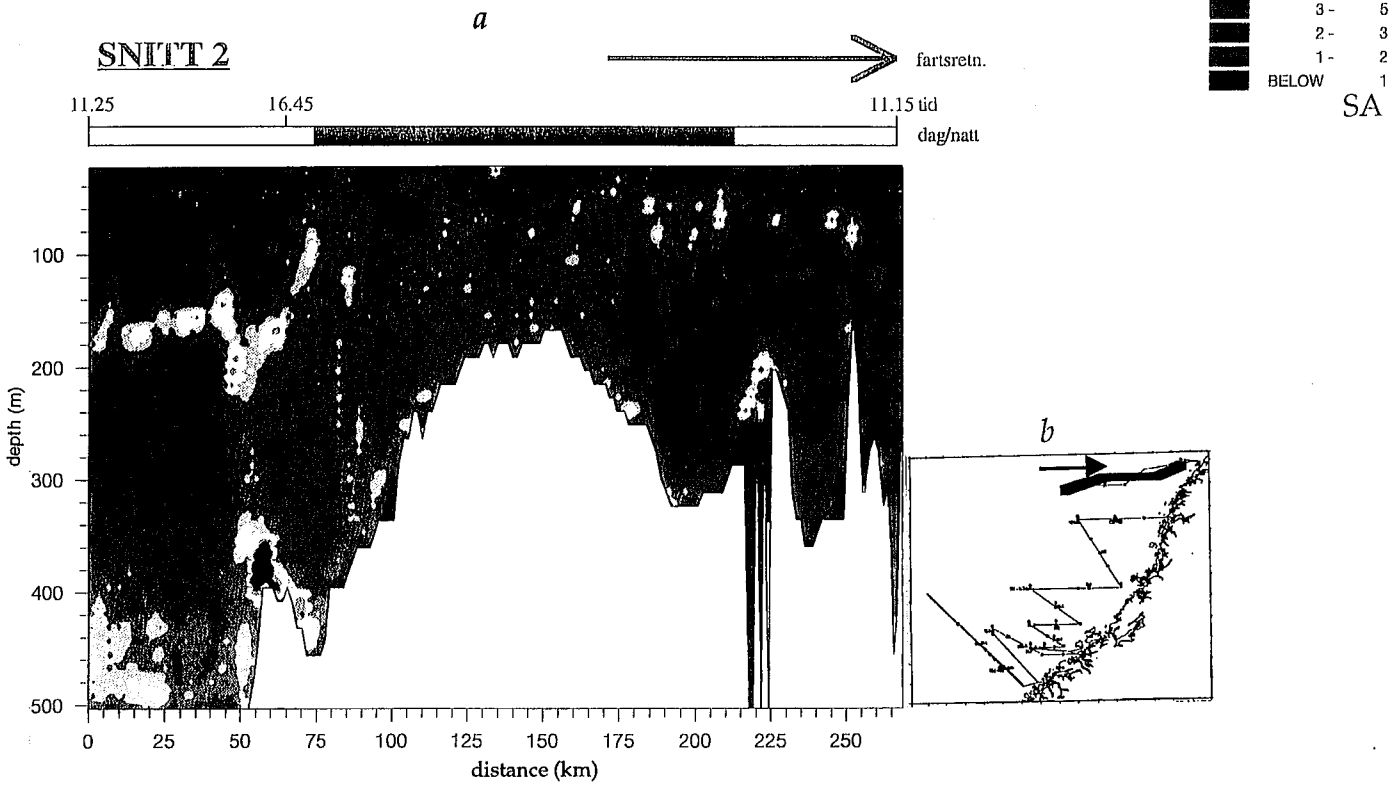 a
3 - 5
2 - 3
1 - 2
BELOW 1
SA
SNITT 2
fartsretn.
11.25 16.45 11.15 tid
dag/natt
100
200
300
400
500
depth (m)
0 25 50 75 100 125 150 175 200 225 250
distance (km)
b